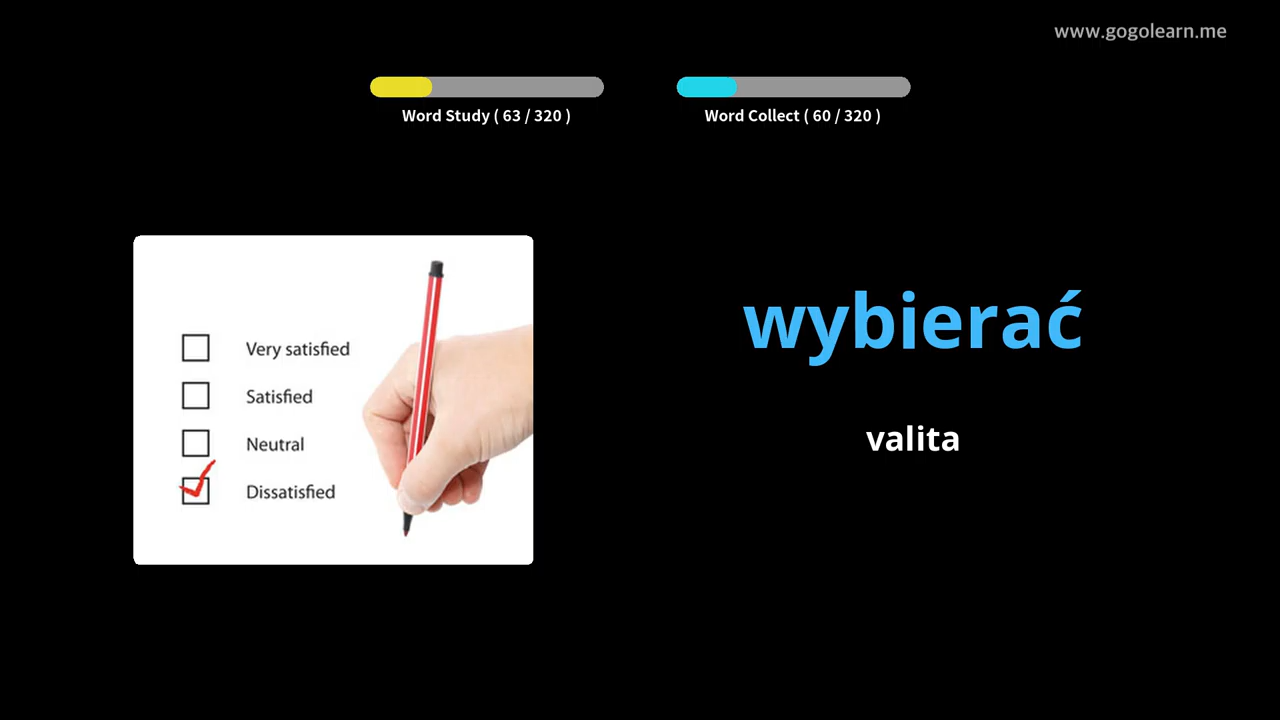 www.gogolearn.me
Word Study ( 63 / 320 )
Word Collect ( 60 / 320 )
Very satisfied
Satisfied
Neutral
Dissatisfied
wybierać
valita